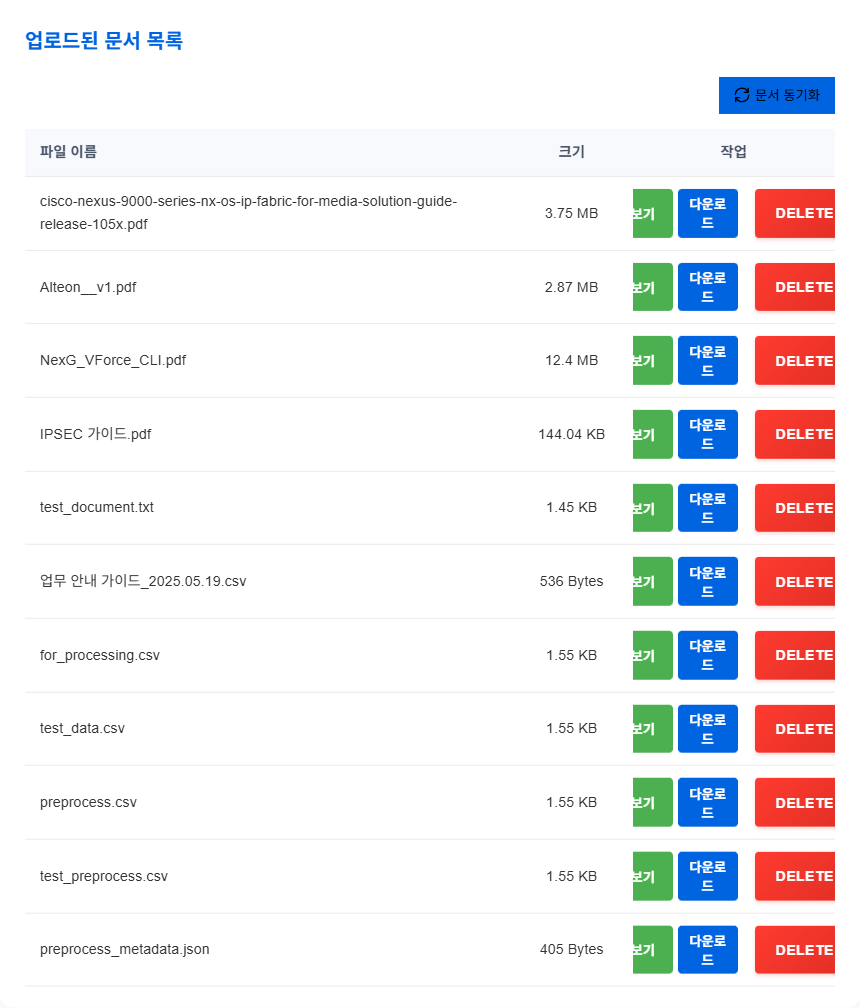 업로드된 문서 목록
문서 동기화
파일 이름 크기 작업
cisco-nexus-9000-series-nx-os-ip-fabric-for-media-solution-guide-
release-105x.pdf
3.75 MB 보기 다운로
드 DELETE
Alteon__v1.pdf 2.87 MB 보기 다운로
드 DELETE
NexG_VForce_CLI.pdf 12.4 MB 보기 다운로
드 DELETE
IPSEC 가이드.pdf 144.04 KB 보기 다운로
드 DELETE
test_document.txt 1.45 KB 보기 다운로
드 DELETE
업무 안내 가이드_2025.05.19.csv 536 Bytes 보기 다운로
드 DELETE
for_processing.csv 1.55 KB 보기 다운로
드 DELETE
test_data.csv 1.55 KB 보기 다운로
드 DELETE
preprocess.csv 1.55 KB 보기 다운로
드 DELETE
test_preprocess.csv 1.55 KB 보기 다운로
드 DELETE
preprocess_metadata.json 405 Bytes 보기 다운로
드 DELETE